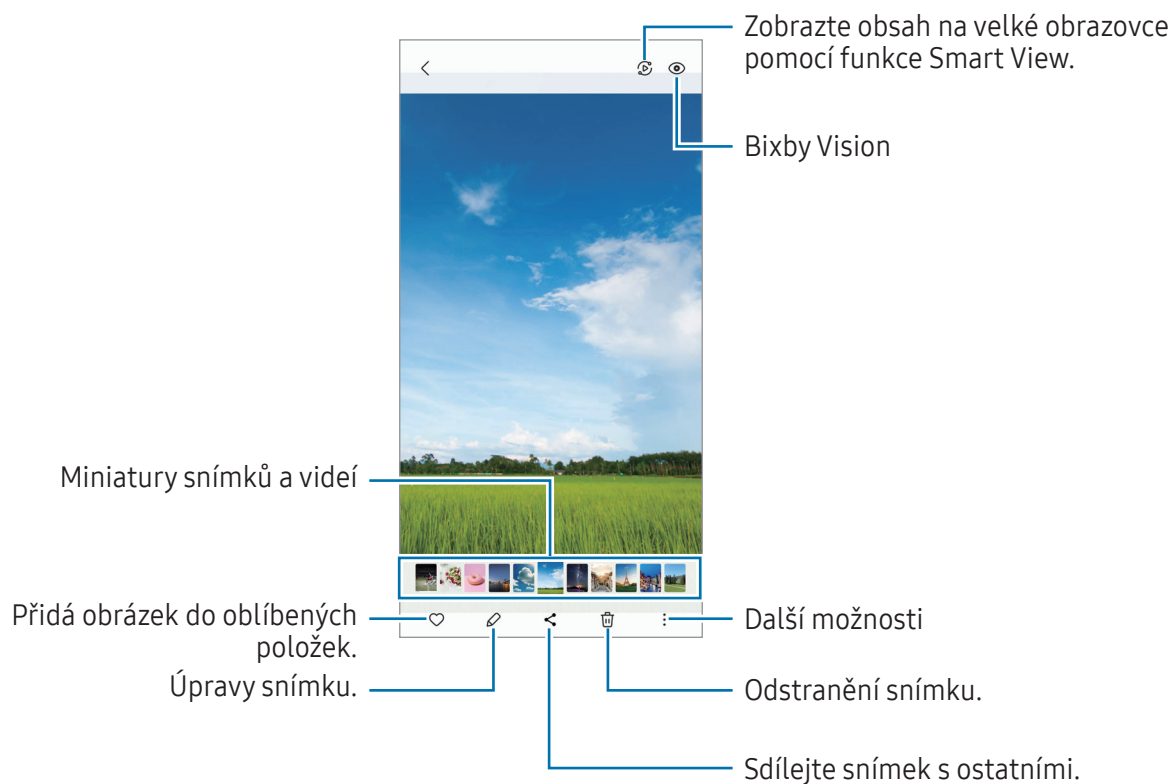 Zobrazte obsah na velké obrazovce
pomocí funkce Smart View.
Bixby Vision
Miniatury snímků a videí
Přidá obrázek do oblíbených
položek.
Další možnosti
Úpravy snímku.
Odstranění snímku.
Sdílejte snímek s ostatními.